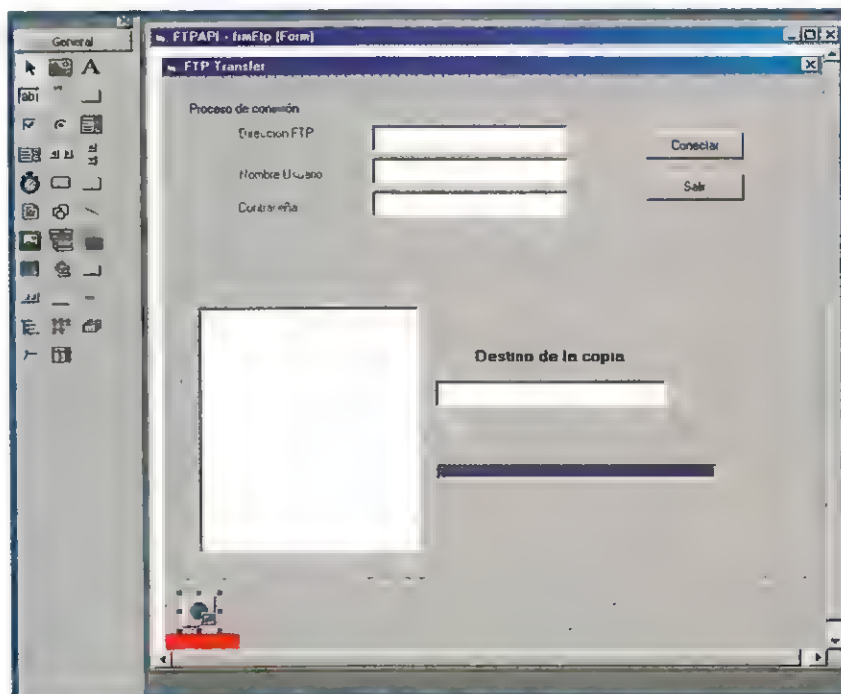 General
FTPAPI - frmFtp (Form)
FTP Transfer
Proceso de conexión
Dirección FTP
Nombre Usuario
Contraseña
Conectar
Salir
Destino de la copia